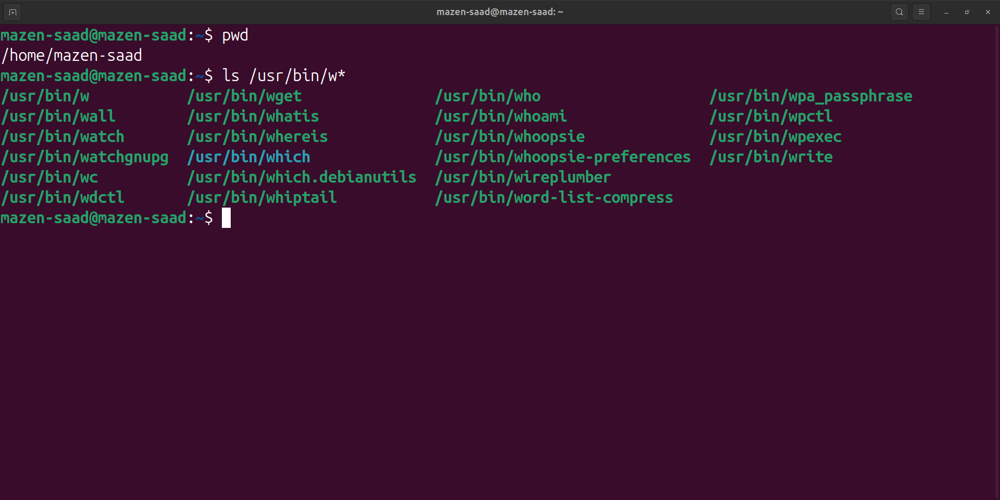 mazen-saad@mazen-saad: ~
mazen-saad@mazen-saad:~$ pwd
/home/mazen-saad
mazen-saad@mazen-saad:~$ ls /usr/bin/w*
/usr/bin/w /usr/bin/wget /usr/bin/who /usr/bin/wpa_passphrase
/usr/bin/wall /usr/bin/whatis /usr/bin/whoami /usr/bin/wpctl
/usr/bin/watch /usr/bin/whereis /usr/bin/whoopsie /usr/bin/wpexec
/usr/bin/watchgnupg /usr/bin/which /usr/bin/whoopsie-preferences /usr/bin/write
/usr/bin/wc /usr/bin/which.debianutils /usr/bin/wireplumber
/usr/bin/wdctl /usr/bin/whiptail /usr/bin/word-list-compress
mazen-saad@mazen-saad:~$